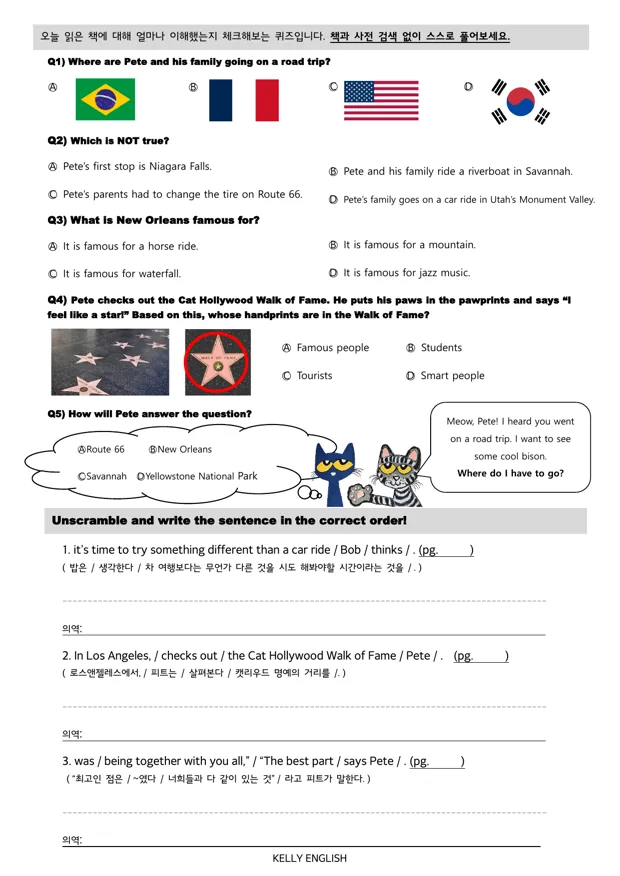 오늘 읽은 책에 대해 얼마나 이해했는지 체크해보는 퀴즈입니다. 책과 사전 검색 없이 스스로 풀어보세요.
Q1) Where are Pete and his family going on a road trip?
Ⓐ Ⓑ Ⓒ Ⓓ
Q2) Which is NOT true?
Ⓐ Pete's first stop is Niagara Falls.
Ⓑ Pete and his family ride a riverboat in Savannah.
Ⓒ Pete's parents had to change the tire on Route 66.
Ⓓ Pete's family goes on a car ride in Utah's Monument Valley.
Q3) What is New Orleans famous for?
Ⓐ It is famous for a horse ride.
Ⓑ It is famous for a mountain.
Ⓒ It is famous for waterfall.
Ⓓ It is famous for jazz music.
Q4) Pete checks out the Cat Hollywood Walk of Fame. He puts his paws in the pawprints and says “I
feel like a star!” Based on this, whose handprints are in the Walk of Fame?
WALK OF FAME
Ⓐ Famous people Ⓑ Students
Ⓒ Tourists Ⓓ Smart people
Q5) How will Pete answer the question?
ⒶRoute 66 ⒷNew Orleans
ⒸSavannah ⒹYellowstone National Park
Meow, Pete! I heard you went
on a road trip. I want to see
some cool bison.
Where do I have to go?
Unscramble and write the sentence in the correct order!
1. it's time to try something different than a car ride / Bob / thinks / . (pg. )
( 밥은 / 생각한다 / 차 여행보다는 무언가 다른 것을 시도 해봐야할 시간이라는 것을 / . )
의역:
2. In Los Angeles, / checks out / the Cat Hollywood Walk of Fame / Pete / . (pg. )
( 로스앤젤레스에서, / 피트는 / 살펴본다 / 캣리우드 명예의 거리를 /. )
의역:
3. was / being together with you all,” / “The best part / says Pete / . (pg. )
( “최고인 점은 / ~였다 / 너희들과 다 같이 있는 것” / 라고 피트가 말한다. )
의역:
KELLY ENGLISH